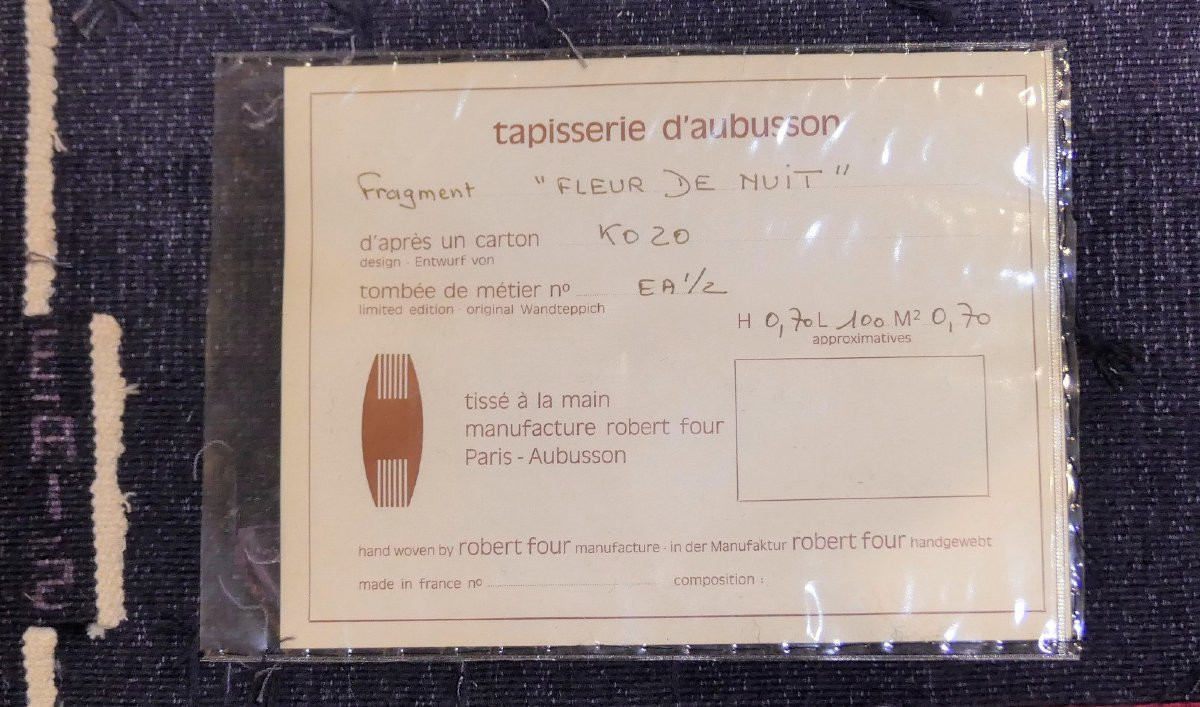 tapisserie d'aubusson
Fragment "FLEUR DE NUIT"
d'après un carton KOZO
design - Entwurf von
tombée de métier nº EA 1/2
limited edition - original Wandteppich
H 0,70 L 100 M² 0,70
approximatives
tissé à la main
manufacture robert four
Paris - Aubusson
hand woven by robert four manufacture - in der Manufaktur robert four handgewebt
made in france nº composition :